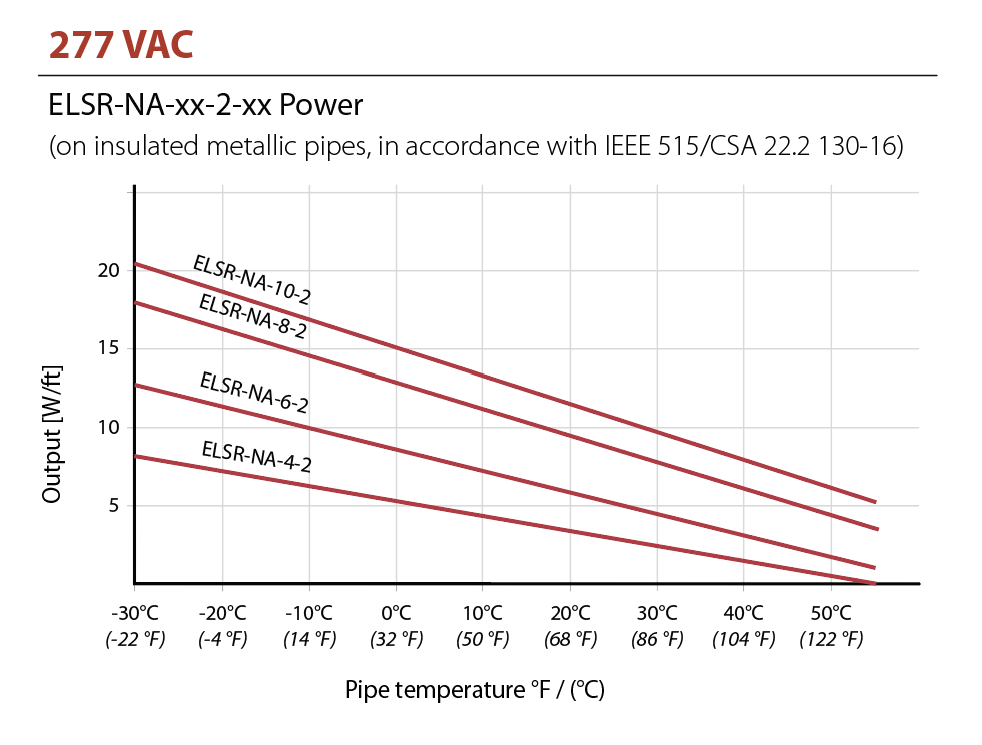 277 VAC
ELSR-NA-xx-2-xx Power
(on insulated metallic pipes, in accordance with IEEE 515/CSA 22.2 130-16)
ELSR-NA-10-2
ELSR-NA-8-2
ELSR-NA-6-2
ELSR-NA-4-2
20
15
10
5
Output [W/ft]
-30°C -20°C -10°C 0°C 10°C 20°C 30°C 40°C 50°C
(-22 °F) (-4 °F) (14 °F) (32 °F) (50 °F) (68 °F) (86 °F) (104 °F) (122 °F)
Pipe temperature °F / (°C)